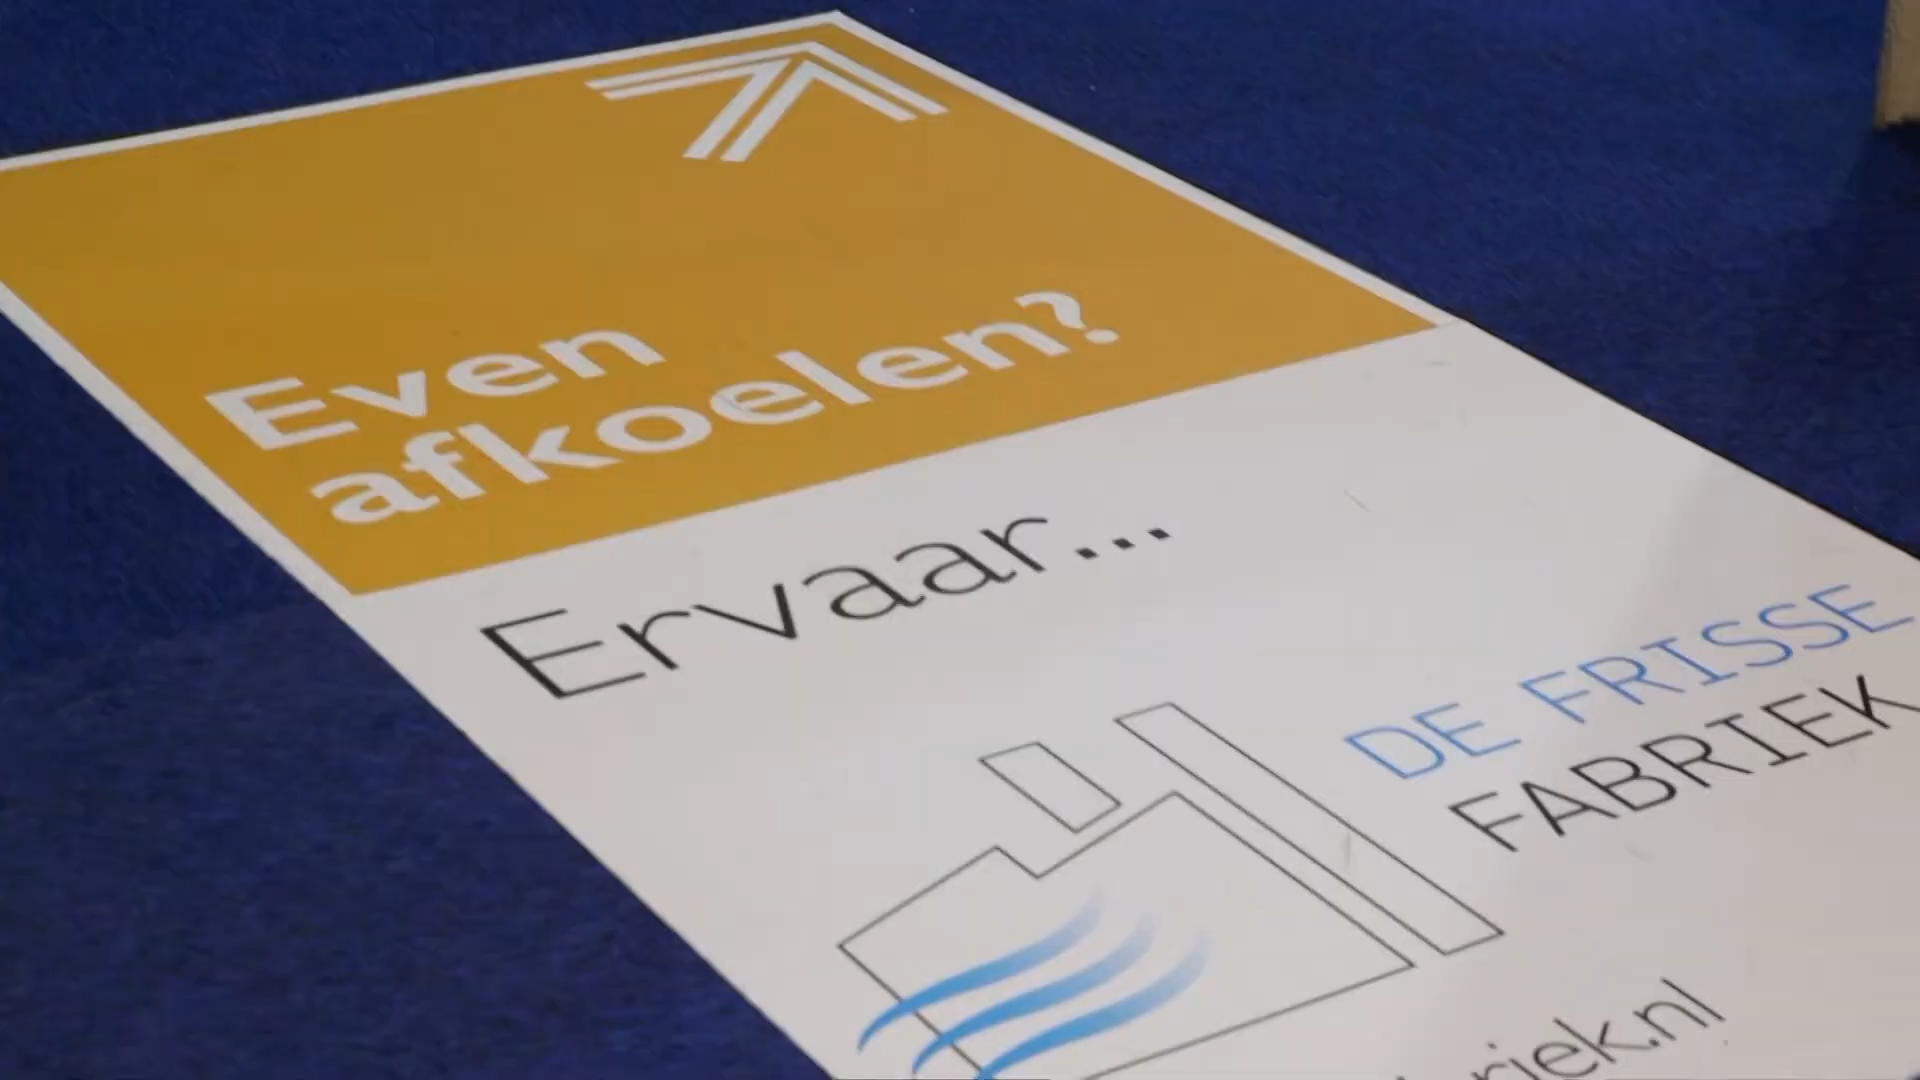 Even
afkoelen?
Ervaar...
DE FRISSE
FABRIEK
riek.nl